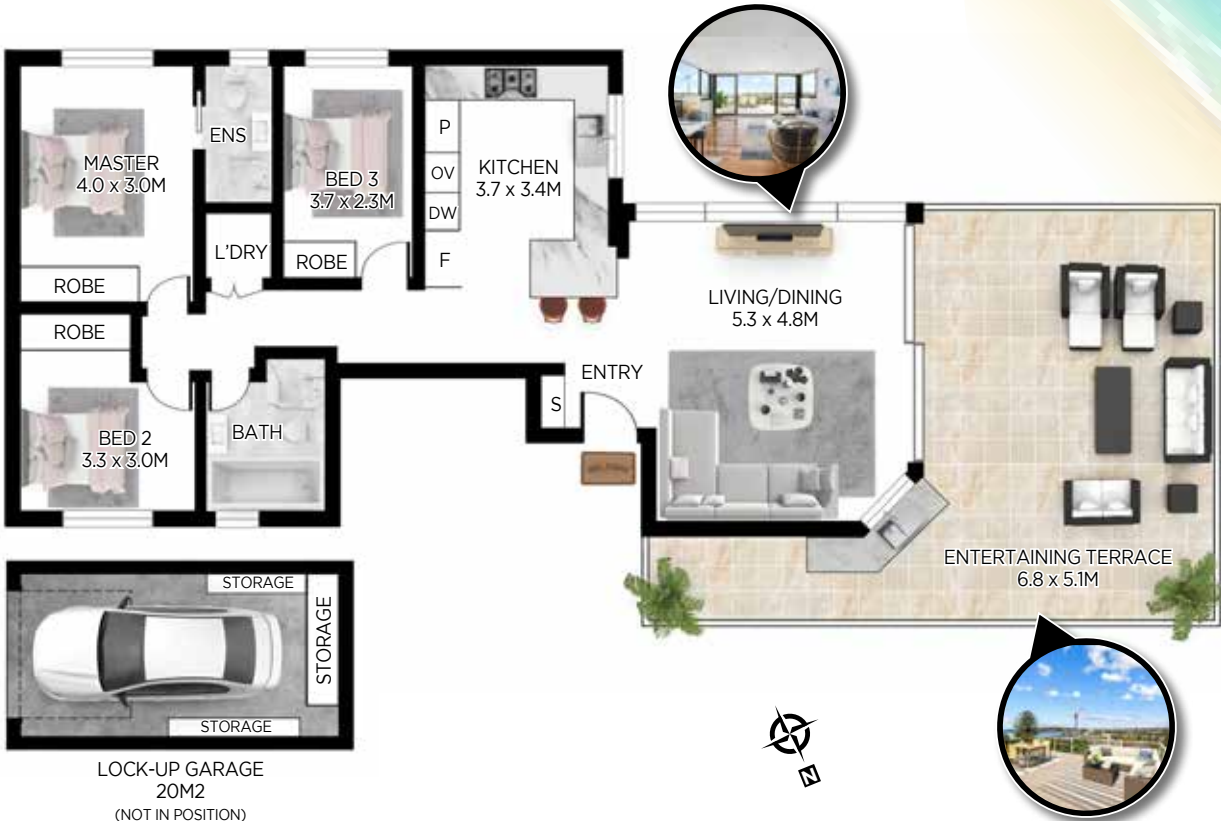 MASTER
4.0 x 3.0M
ROBE
ENS
L'DRY
BED 3
3.7 x 2.3M
ROBE
P
OV
DW
F
KITCHEN
3.7 x 3.4M
LIVING/DINING
5.3 x 4.8M
ROBE
BED 2
3.3 x 3.0M
BATH
S
ENTRY
ENTERTAINING TERRACE
6.8 x 5.1M
STORAGE
STORAGE
STORAGE
LOCK-UP GARAGE
20M2
(NOT IN POSITION)
N